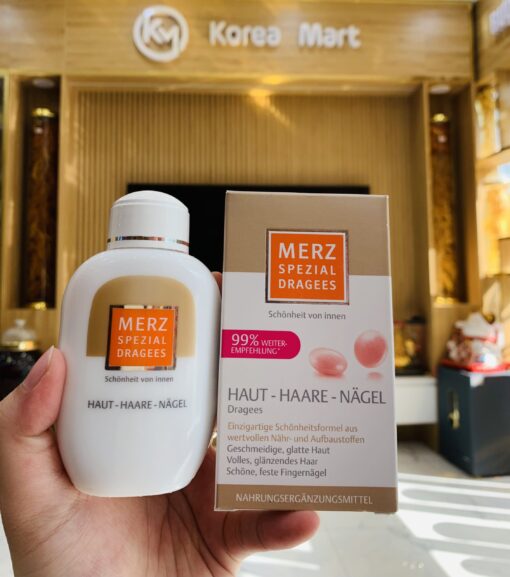 KM Korea Mart
MERZ
SPEZIAL
DRAGEES
Schönheit von innen
HAUT - HAARE - NÄGEL
MERZ
SPEZIAL
DRAGEES
Schönheit von innen
99% WEITER-
EMPFEHLUNG*
HAUT - HAARE - NÄGEL
Dragees
Einzigartige Schönheitsformel aus
wertvollen Nähr- und Aufbaustoffen
Geschmeidige, glatte Haut
Volles, glänzendes Haar
Schöne, feste Fingernägel
NAHRUNGSERGÄNZUNGSMITTEL